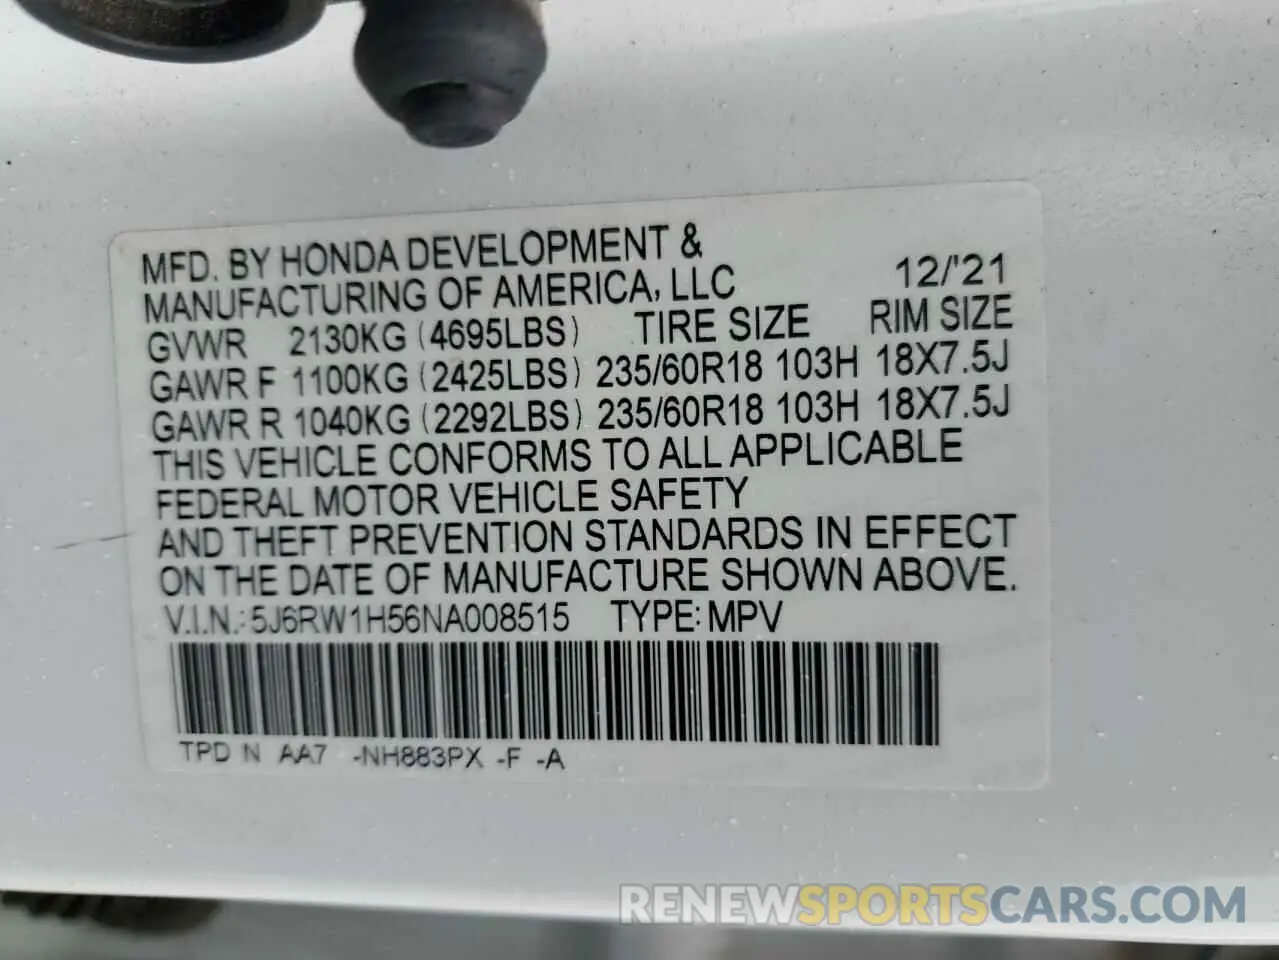 MFD. BY HONDA DEVELOPMENT &
MANUFACTURING OF AMERICA, LLC 12/'21
GVWR 2130KG (4695LBS) TIRE SIZE RIM SIZE
GAWR F 1100KG (2425LBS) 235/60R18 103H 18X7.5J
GAWR R 1040KG (2292LBS) 235/60R18 103H 18X7.5J
THIS VEHICLE CONFORMS TO ALL APPLICABLE
FEDERAL MOTOR VEHICLE SAFETY
AND THEFT PREVENTION STANDARDS IN EFFECT
ON THE DATE OF MANUFACTURE SHOWN ABOVE.
V.I.N.: 5J6RW1H56NA008515 TYPE: MPV
TPD N AA7 -NH883PX -F -A
RENEWSPORTSCARS.COM